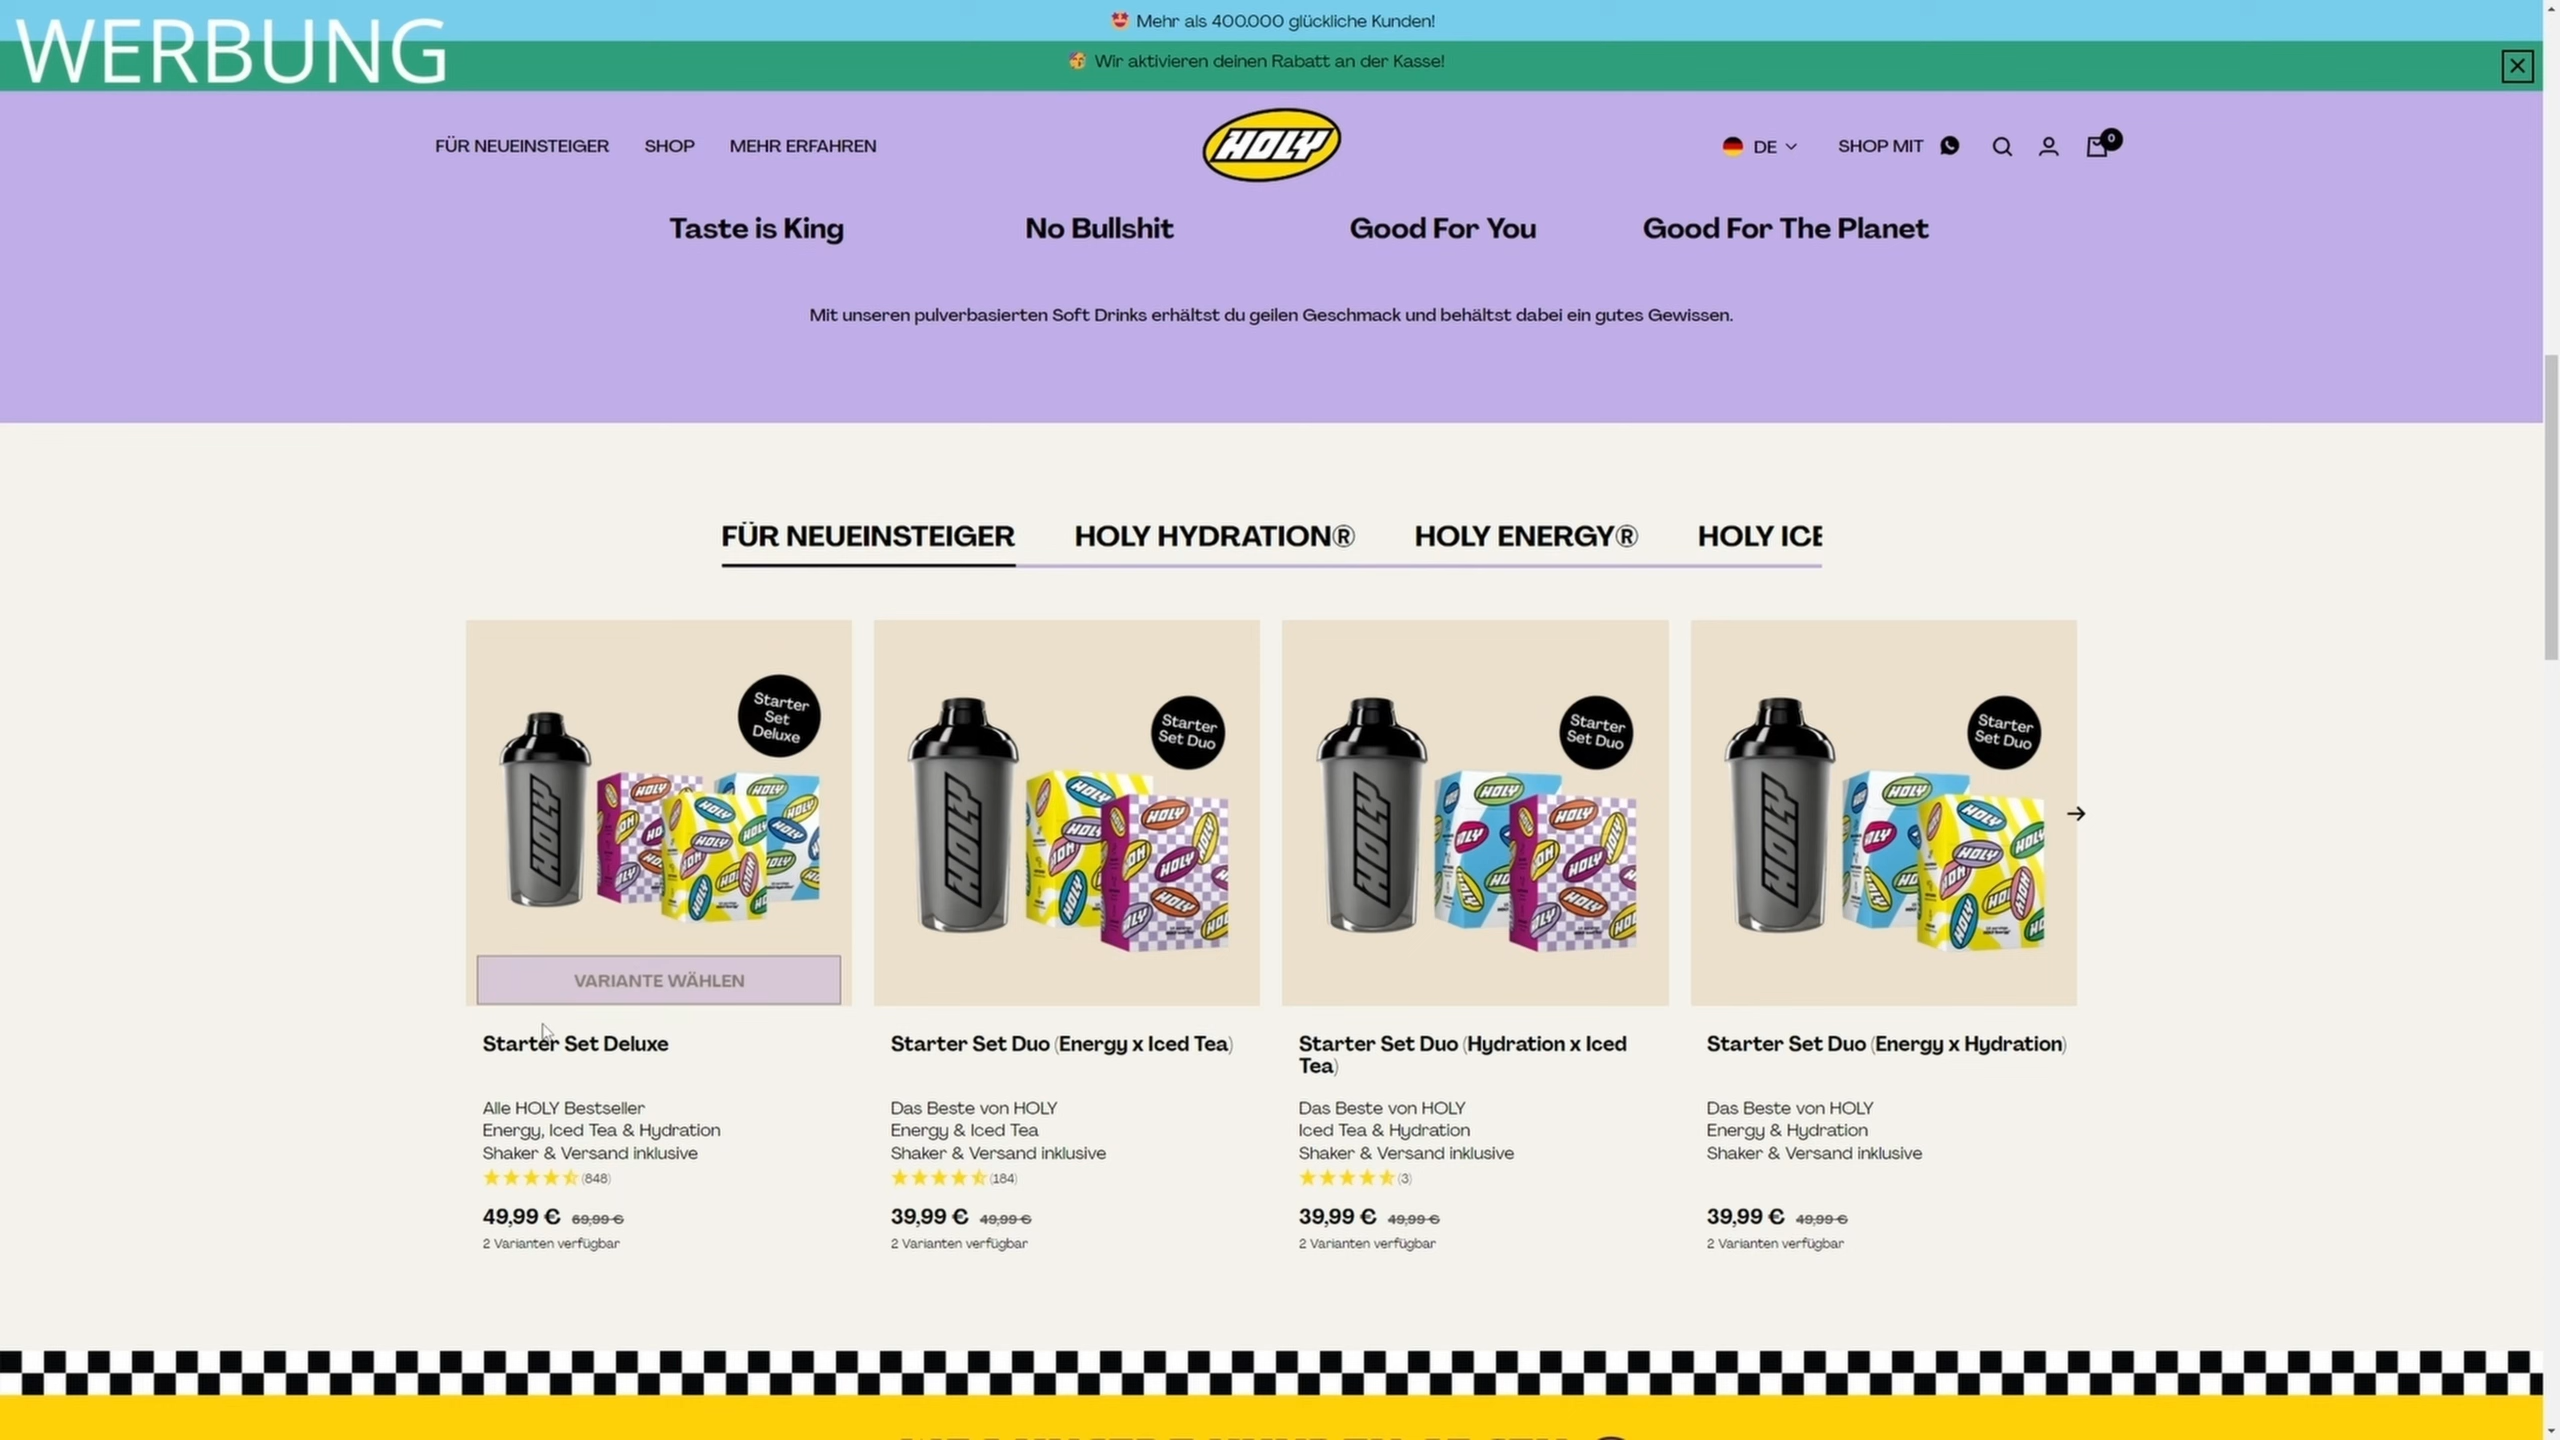 WERBUNG
🤩 Mehr als 400.000 glückliche Kunden!
🥳 Wir aktivieren deinen Rabatt an der Kasse!
FÜR NEUEINSTEIGER SHOP MEHR ERFAHREN
HOLY
DE SHOP MIT 0
Taste is King No Bullshit Good For You Good For The Planet
Mit unseren pulverbasierten Soft Drinks erhältst du geilen Geschmack und behältst dabei ein gutes Gewissen.
FÜR NEUEINSTEIGER HOLY HYDRATION® HOLY ENERGY® HOLY ICE
Starter
Set
Deluxe
HOLY
VARIANTE WÄHLEN
Starter Set Deluxe
Alle HOLY Bestseller
Energy, Iced Tea & Hydration
Shaker & Versand inklusive
(848)
49,99 € 69,99 €
2 Varianten verfügbar
Starter
Set Duo
HOLY
Starter Set Duo (Energy x Iced Tea)
Das Beste von HOLY
Energy & Iced Tea
Shaker & Versand inklusive
(184)
39,99 € 49,99 €
2 Varianten verfügbar
Starter
Set Duo
HOLY
Starter Set Duo (Hydration x Iced
Tea)
Das Beste von HOLY
Iced Tea & Hydration
Shaker & Versand inklusive
(3)
39,99 € 49,99 €
2 Varianten verfügbar
Starter
Set Duo
HOLY
Starter Set Duo (Energy x Hydration)
Das Beste von HOLY
Energy & Hydration
Shaker & Versand inklusive
39,99 € 49,99 €
2 Varianten verfügbar